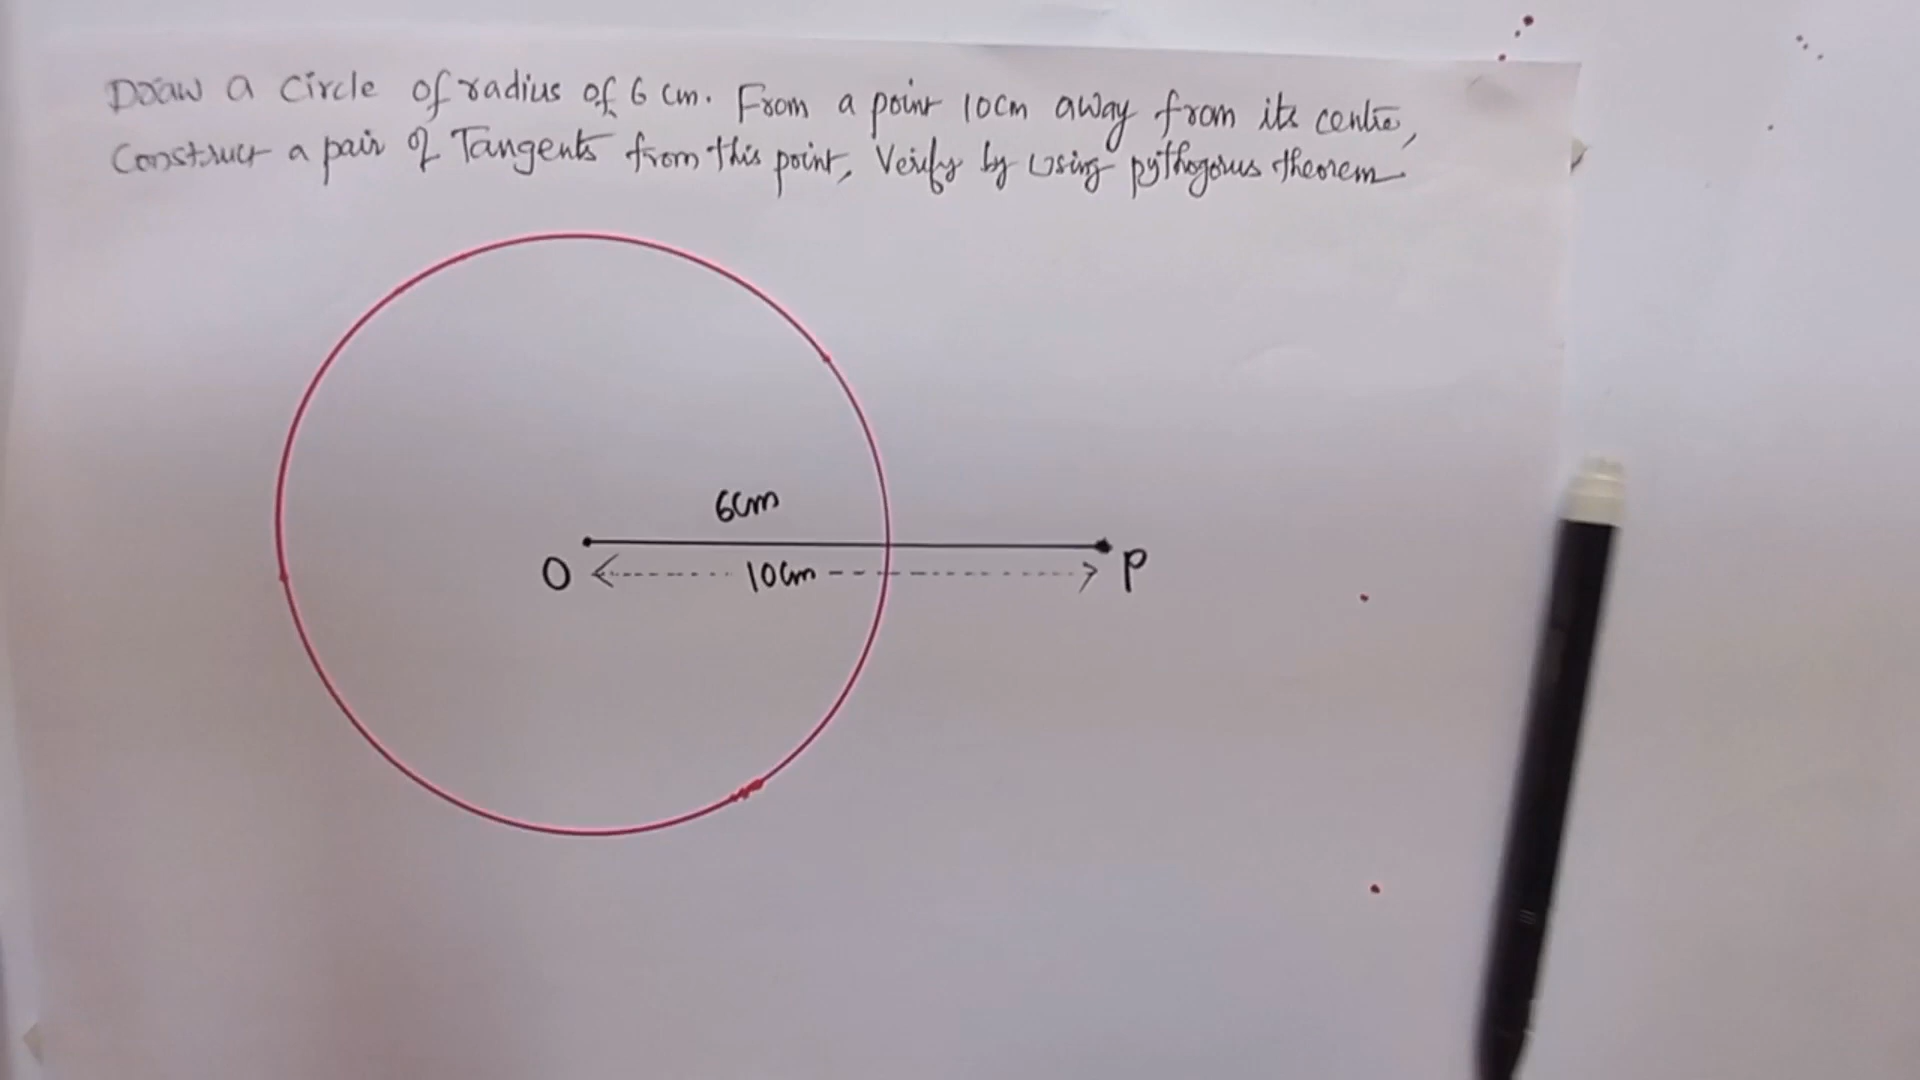 Draw a Circle of radius of 6 cm. From a point 10cm away from its centre,
Construct a pair of Tangents from this point, Verify by Using pythogorus theorem
6cm
O 10cm P